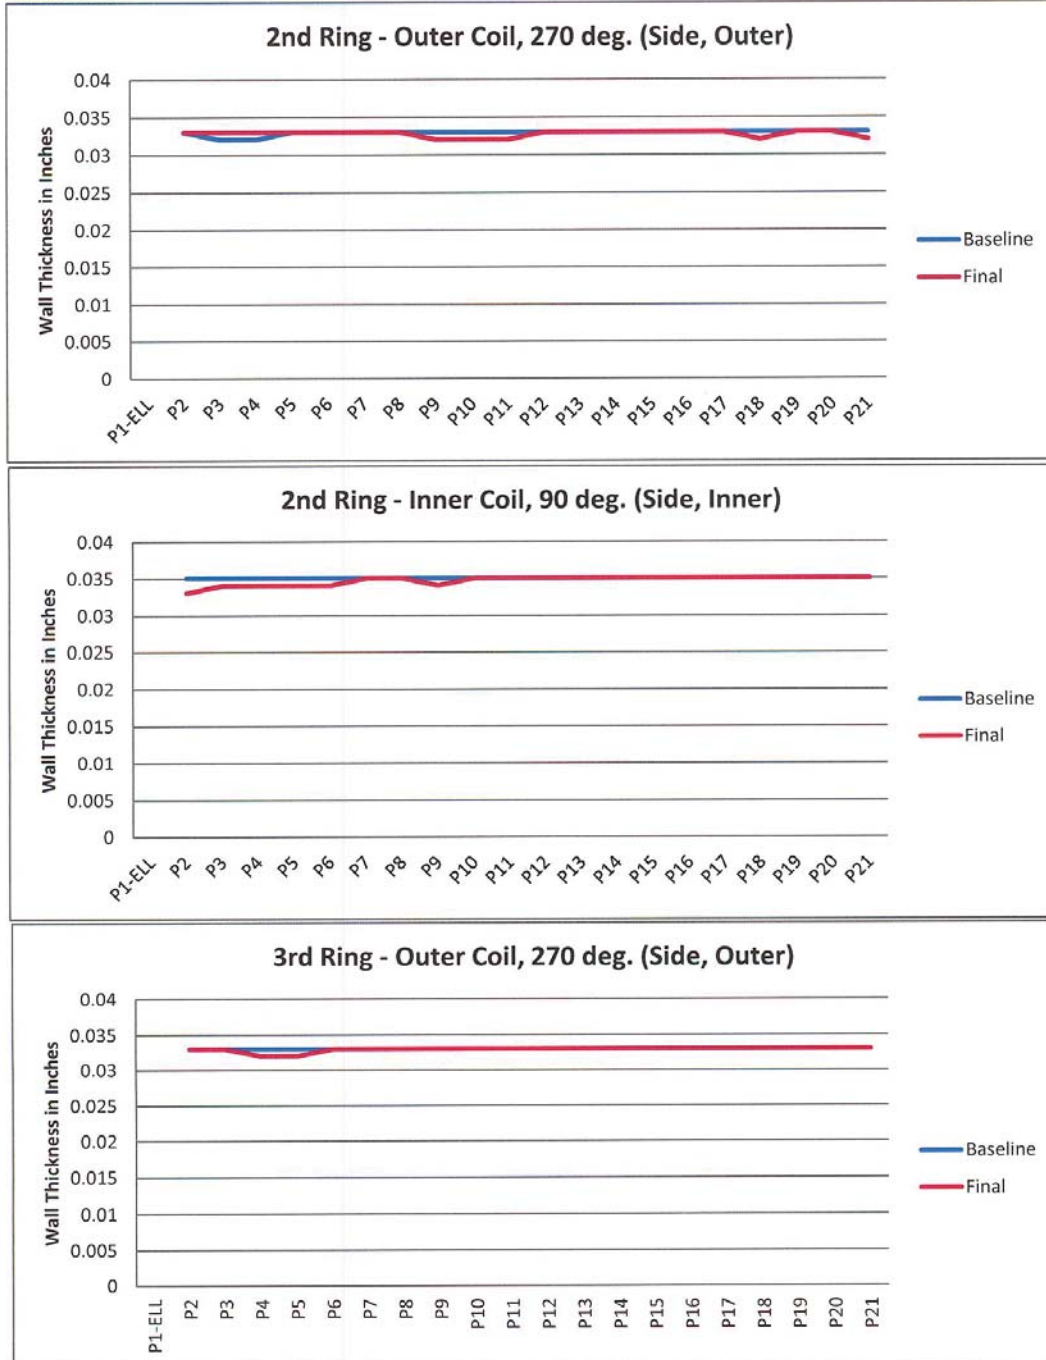 2nd Ring - Outer Coil, 270 deg. (Side, Outer)
Wall Thickness in Inches
0.04
0.035
0.03
0.025
0.02
0.015
0.01
0.005
0
P1-ELL P2 P3 P4 P5 P6 P7 P8 P9 P10 P11 P12 P13 P14 P15 P16 P17 P18 P19 P20 P21
Baseline
Final
2nd Ring - Inner Coil, 90 deg. (Side, Inner)
Wall Thickness in Inches
0.04
0.035
0.03
0.025
0.02
0.015
0.01
0.005
0
P1-ELL P2 P3 P4 P5 P6 P7 P8 P9 P10 P11 P12 P13 P14 P15 P16 P17 P18 P19 P20 P21
Baseline
Final
3rd Ring - Outer Coil, 270 deg. (Side, Outer)
Wall Thickness in Inches
0.04
0.035
0.03
0.025
0.02
0.015
0.01
0.005
0
P1-ELL P2 P3 P4 P5 P6 P7 P8 P9 P10 P11 P12 P13 P14 P15 P16 P17 P18 P19 P20 P21
Baseline
Final